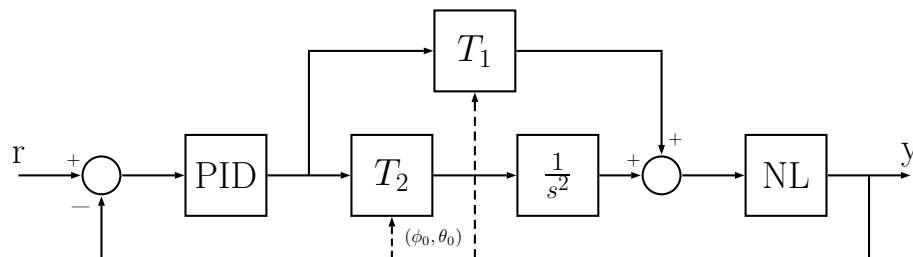 T₁
r
+
−
PID
T₂
1/s²
+
+
NL
y
(ϕ₀, θ₀)